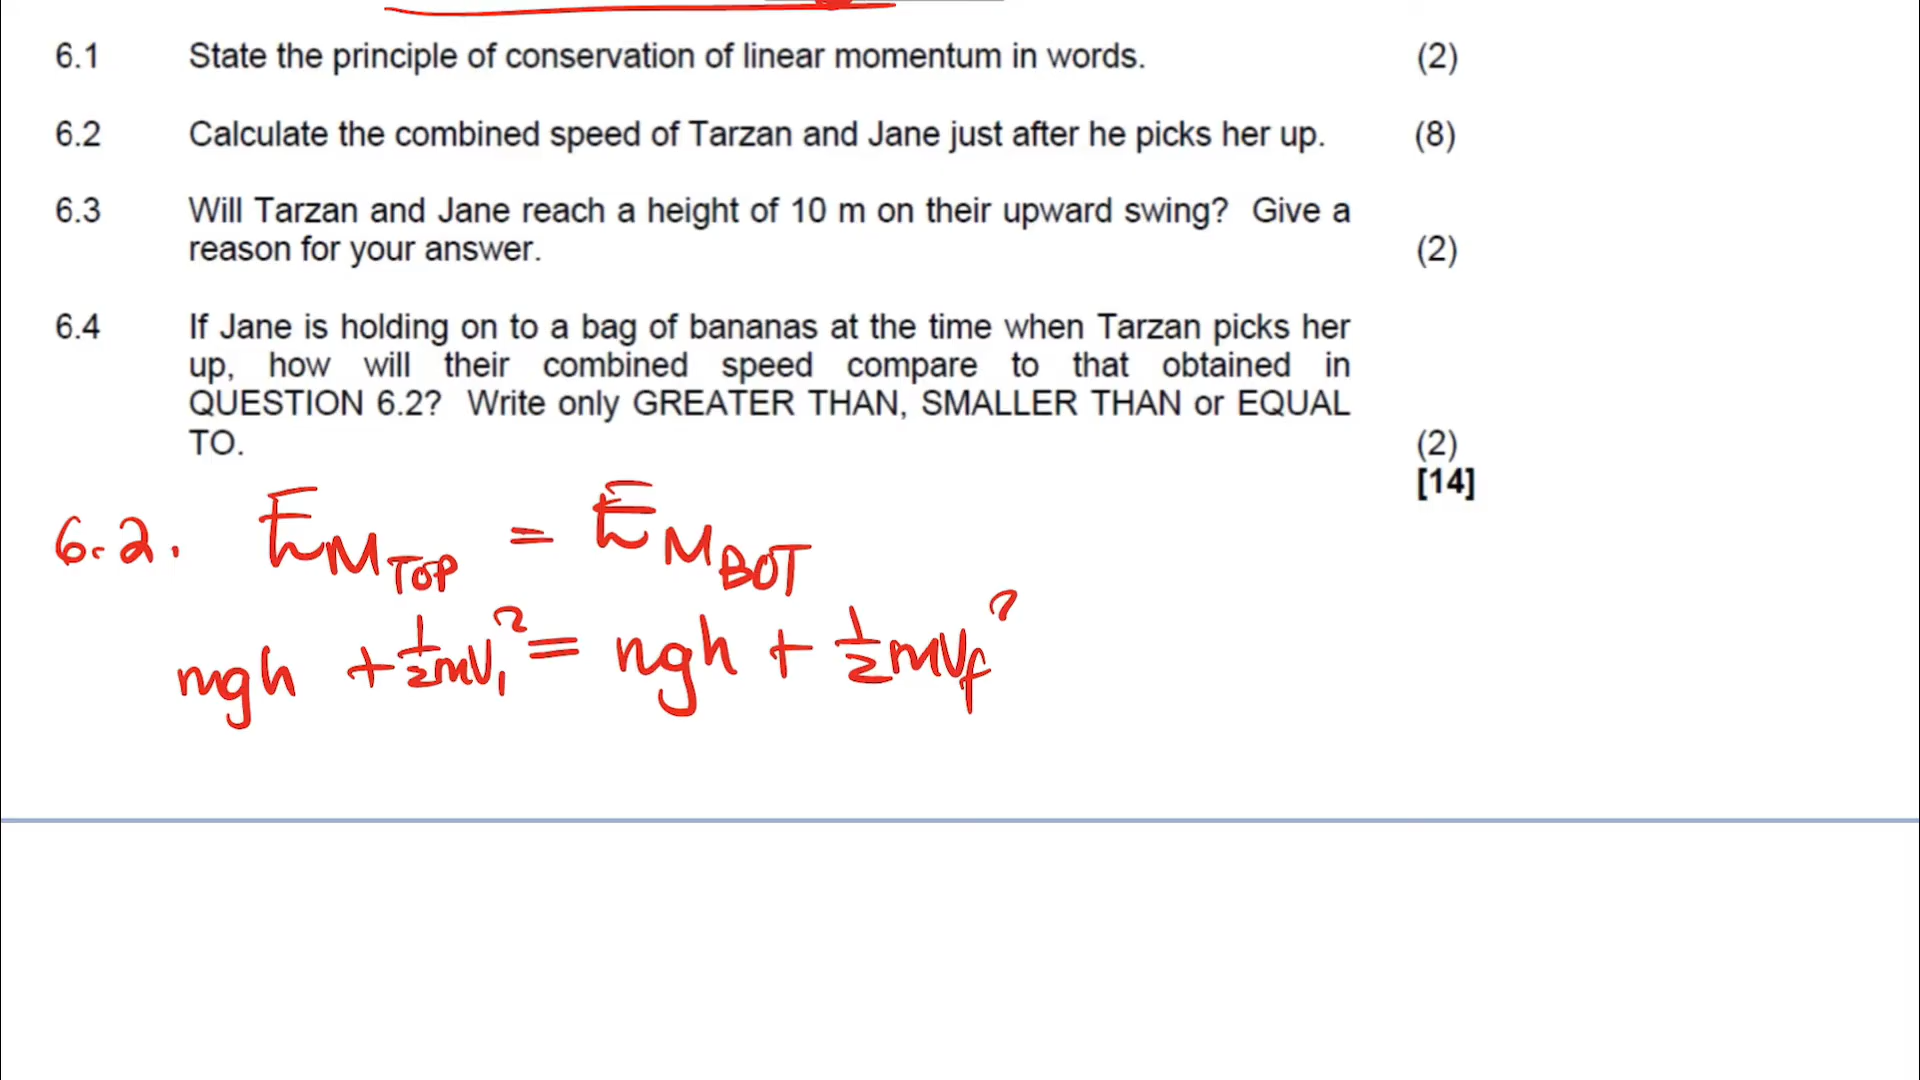 6.1 State the principle of conservation of linear momentum in words. (2)
6.2 Calculate the combined speed of Tarzan and Jane just after he picks her up. (8)
6.3 Will Tarzan and Jane reach a height of 10 m on their upward swing? Give a
reason for your answer. (2)
6.4 If Jane is holding on to a bag of bananas at the time when Tarzan picks her
up, how will their combined speed compare to that obtained in
QUESTION 6.2? Write only GREATER THAN, SMALLER THAN or EQUAL
TO. (2)
[14]
6.2. E_M TOP = E_M BOT
mgh + ½mv₁² = mgh + ½mv_f²